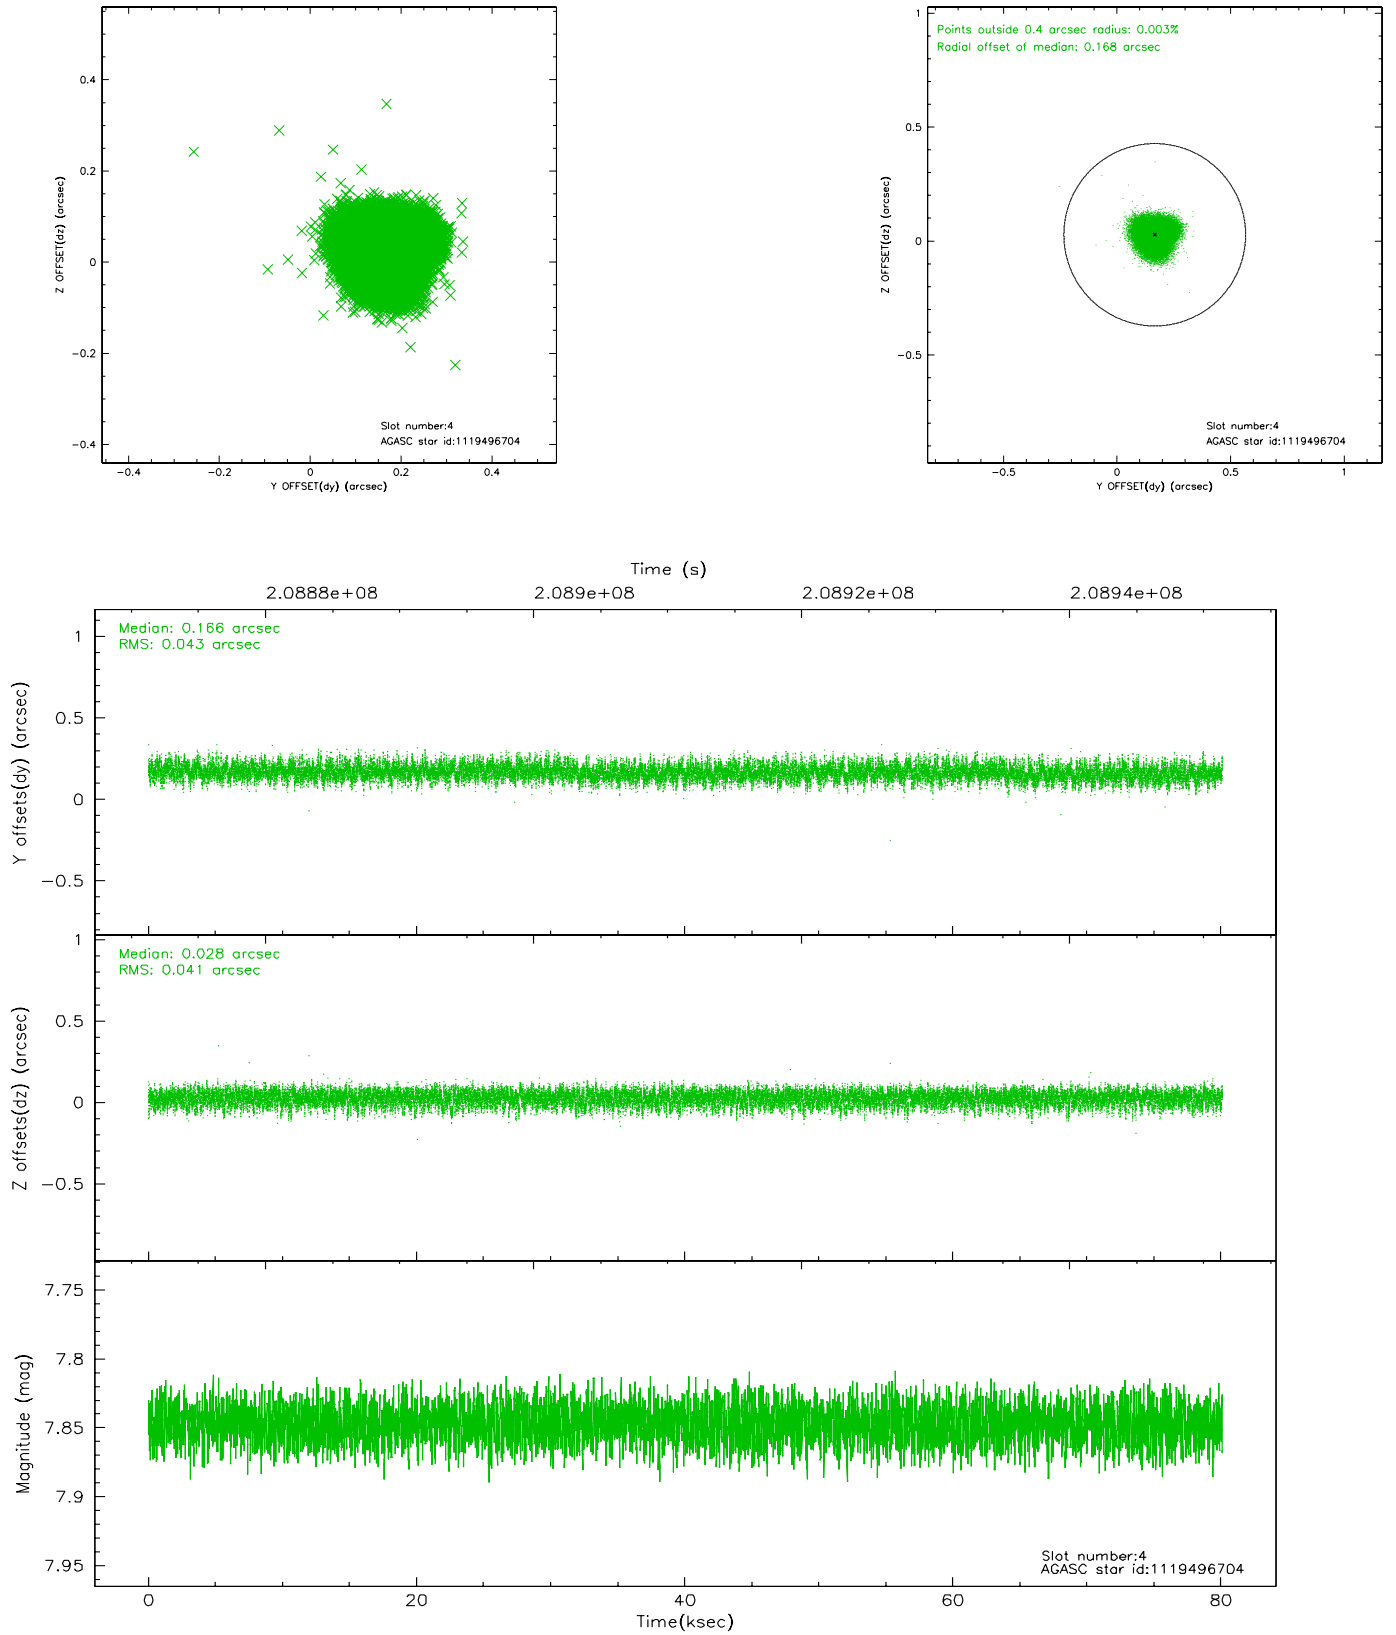 0.4
0.2
0
−0.2
−0.4
Z OFFSET(dz) (arcsec)
Slot number:4
AGASC star id:1119496704
−0.4
−0.2
0
0.2
0.4
Y OFFSET(dy) (arcsec)
Points outside 0.4 arcsec radius: 0.003%
Radial offset of median: 0.168 arcsec
1
0.5
0
−0.5
Z OFFSET(dz) (arcsec)
Slot number:4
AGASC star id:1119496704
−0.5
0
0.5
1
Y OFFSET(dy) (arcsec)
Time (s)
2.0888e+08
2.089e+08
2.0892e+08
2.0894e+08
Median: 0.166 arcsec
RMS: 0.043 arcsec
1
0.5
0
−0.5
Y offsets(dy) (arcsec)
Median: 0.028 arcsec
RMS: 0.041 arcsec
1
0.5
0
−0.5
Z offsets(dz) (arcsec)
7.75
7.8
7.85
7.9
7.95
Magnitude (mag)
Slot number:4
AGASC star id:1119496704
0
20
40
60
80
Time(ksec)